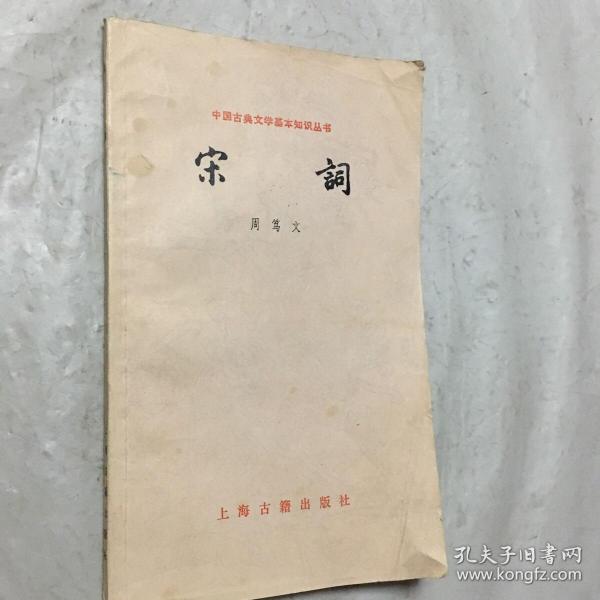 中国古典文学基本知识丛书
宋詞
周笃文
上海古籍出版社
孔夫子旧书网
www.kongfz.com